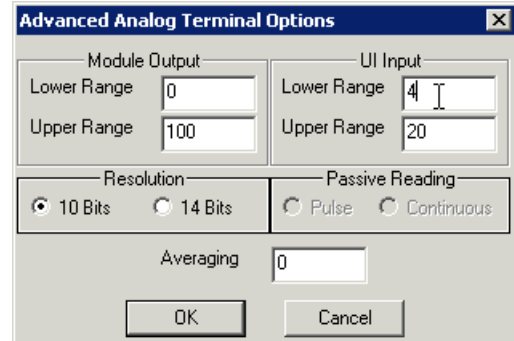 Advanced Analog Terminal Options
Module Output
Lower Range 0
Upper Range 100
UI Input
Lower Range 4
Upper Range 20
Resolution
10 Bits 14 Bits
Passive Reading
Pulse Continuous
Averaging 0
OK Cancel